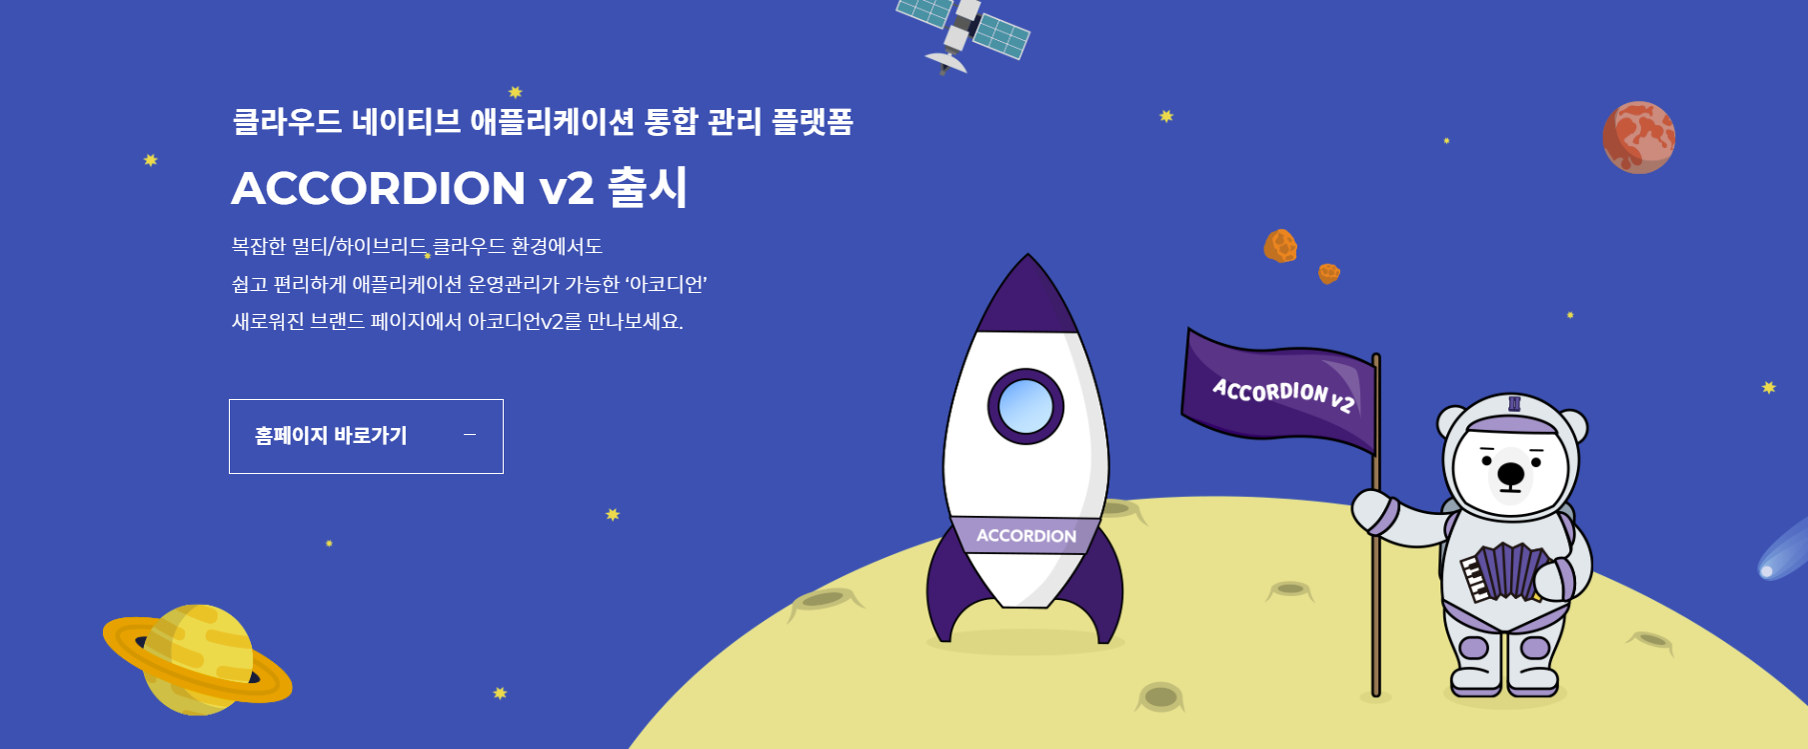 클라우드 네이티브 애플리케이션 통합 관리 플랫폼
ACCORDION v2 출시
복잡한 멀티/하이브리드 클라우드 환경에서도
쉽고 편리하게 애플리케이션 운영관리가 가능한 ‘아코디언’
새로워진 브랜드 페이지에서 아코디언v2를 만나보세요.
홈페이지 바로가기
ACCORDION v2
ACCORDION